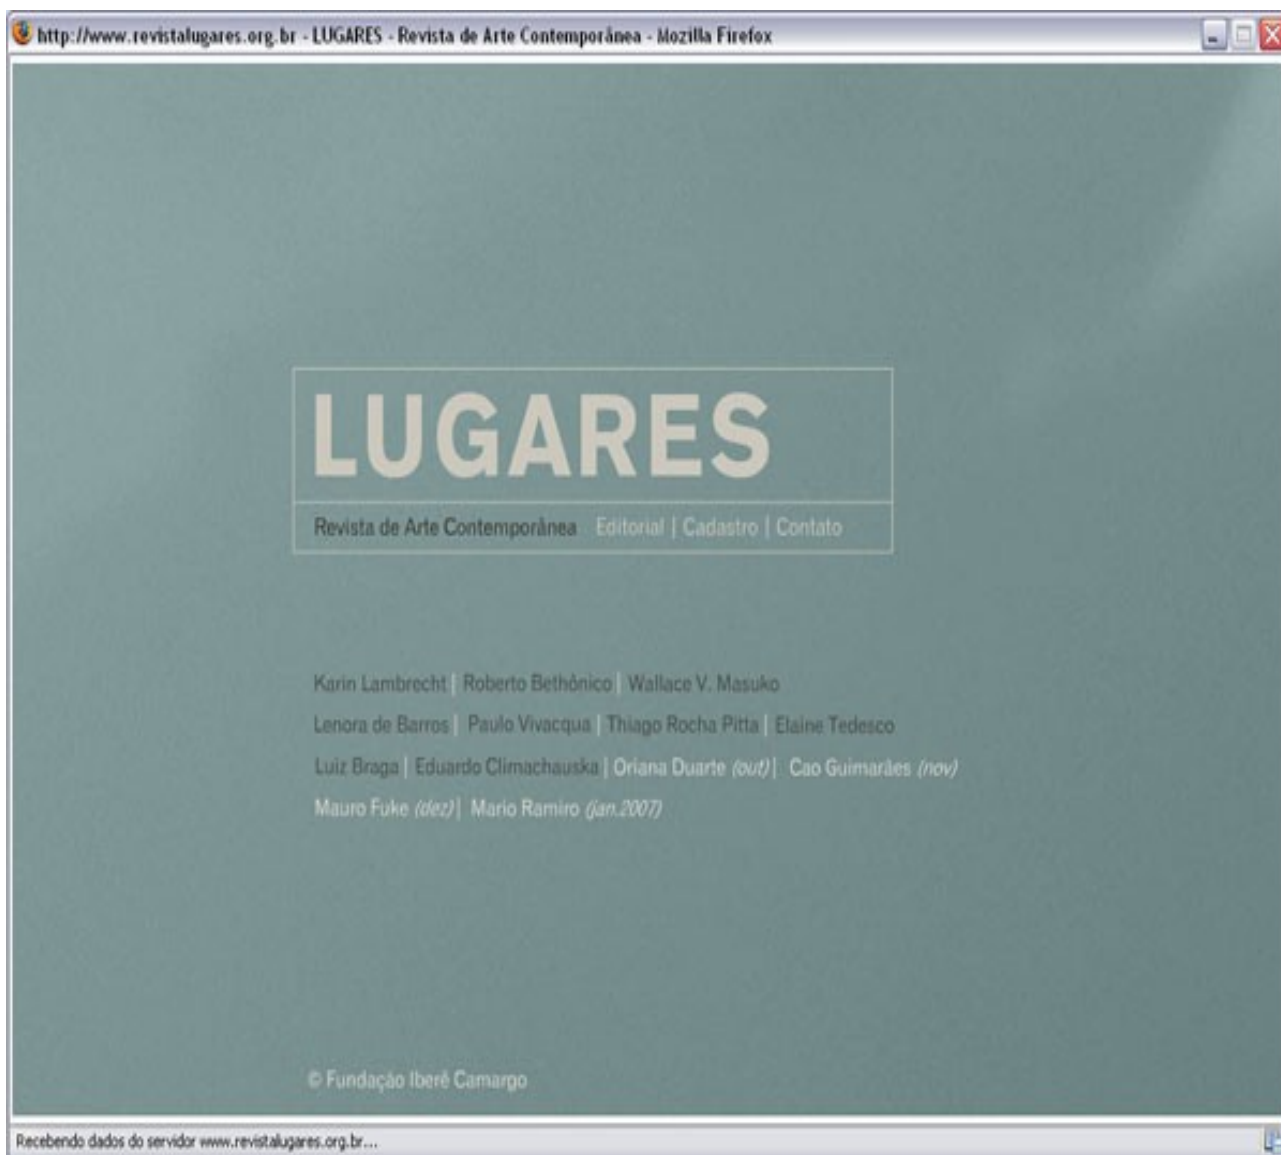 http://www.revistalugares.org.br - LUGARES - Revista de Arte Contemporânea - Mozilla Firefox
LUGARES
Revista de Arte Contemporânea Editorial | Cadastro | Contato
Karin Lambrecht | Roberto Bethônico | Wallace V. Masuko
Lenora de Barros | Paulo Vivacqua | Thiago Rocha Pitta | Elaine Tedesco
Luiz Braga | Eduardo Climachauska | Oriana Duarte (out) | Cao Guimarães (nov)
Mauro Fuke (dez) | Mario Ramiro (jan.2007)
© Fundação Iberê Camargo
Recebendo dados do servidor www.revistalugares.org.br...